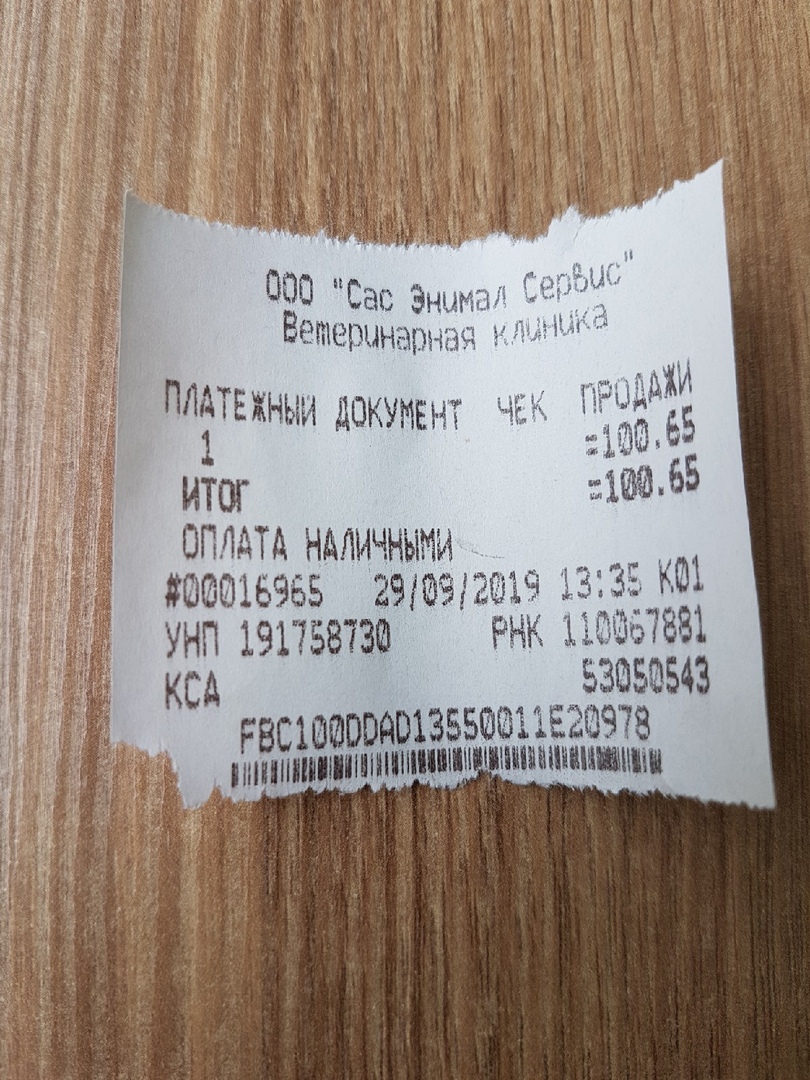 ООО "Сас Энимал Сервис"
Ветеринарная клиника
ПЛАТЕЖНЫЙ ДОКУМЕНТ ЧЕК ПРОДАЖИ
1 =100.65
ИТОГ =100.65
ОПЛАТА НАЛИЧНЫМИ
#00016965 29/09/2019 13:35 К01
УНП 191758730 РНК 110067881
КСА 53050543
FBC100DDAD13550011E20978